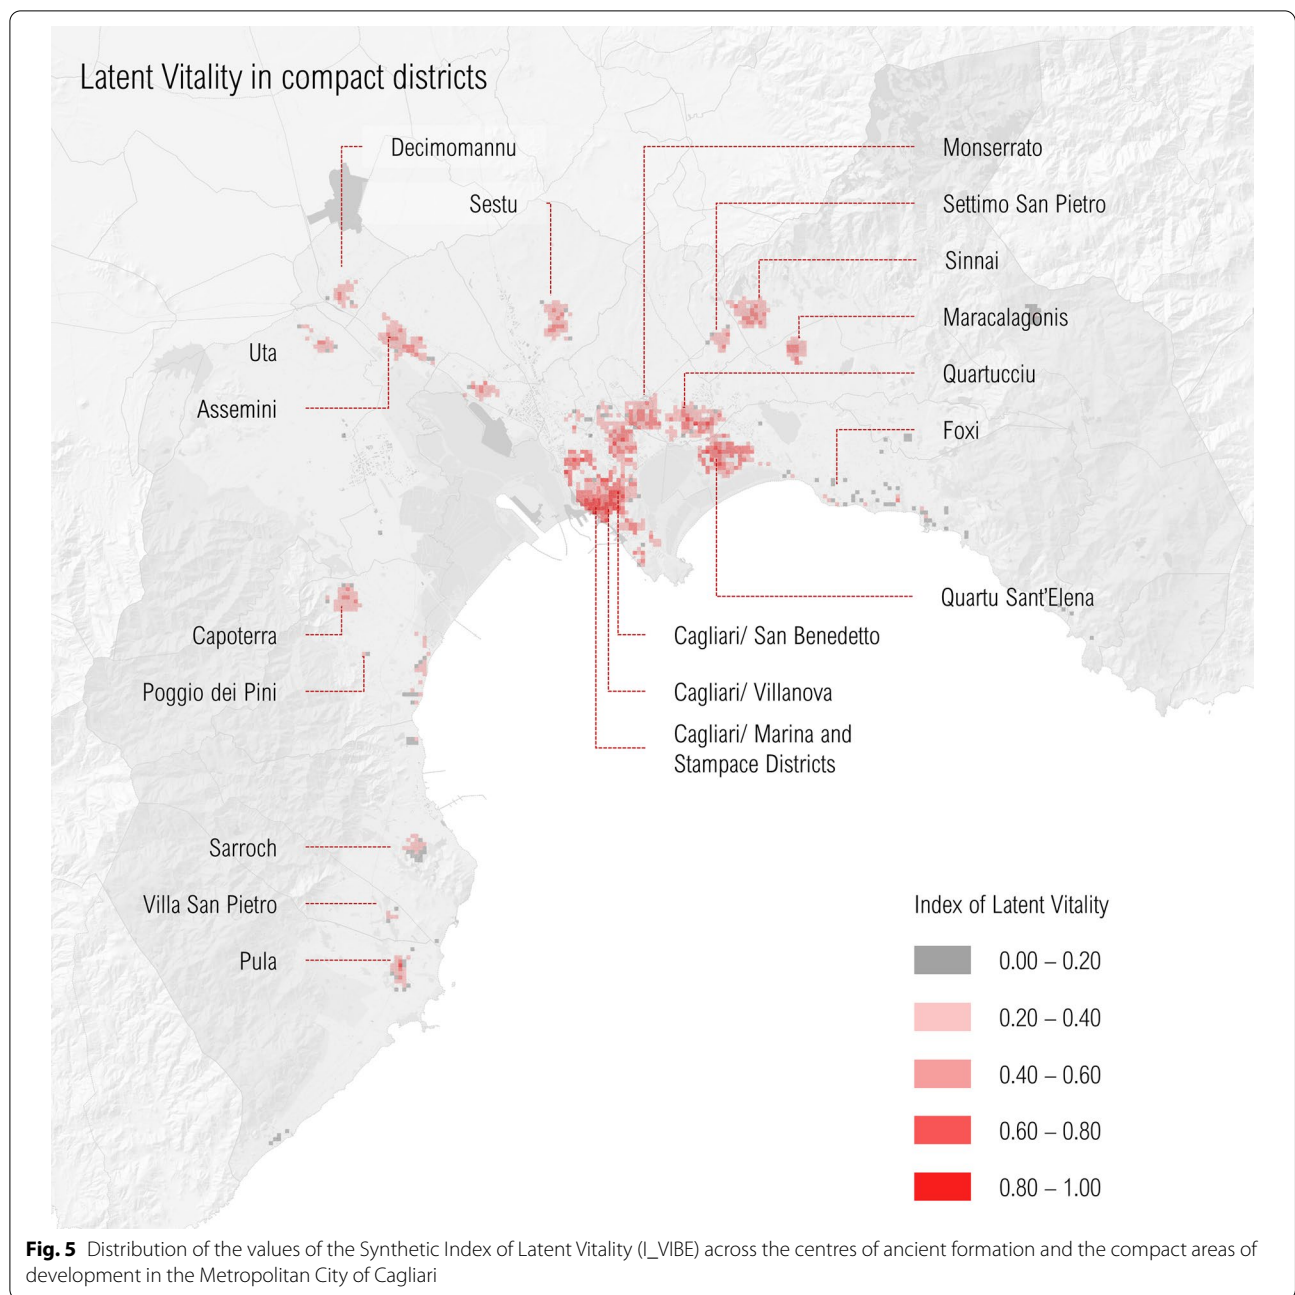 Latent Vitality in compact districts
Decimomannu
Monserrato
Sestu
Settimo San Pietro
Sinnai
Maracalagonis
Uta
Quartucciu
Assemini
Foxi
Quartu Sant'Elena
Capoterra
Cagliari/ San Benedetto
Poggio dei Pini
Cagliari/ Villanova
Cagliari/ Marina and
Stampace Districts
Sarroch
Villa San Pietro
Pula
Index of Latent Vitality
0.00 – 0.20
0.20 – 0.40
0.40 – 0.60
0.60 – 0.80
0.80 – 1.00
Fig. 5 Distribution of the values of the Synthetic Index of Latent Vitality (l_VIBE) across the centres of ancient formation and the compact areas of
development in the Metropolitan City of Cagliari